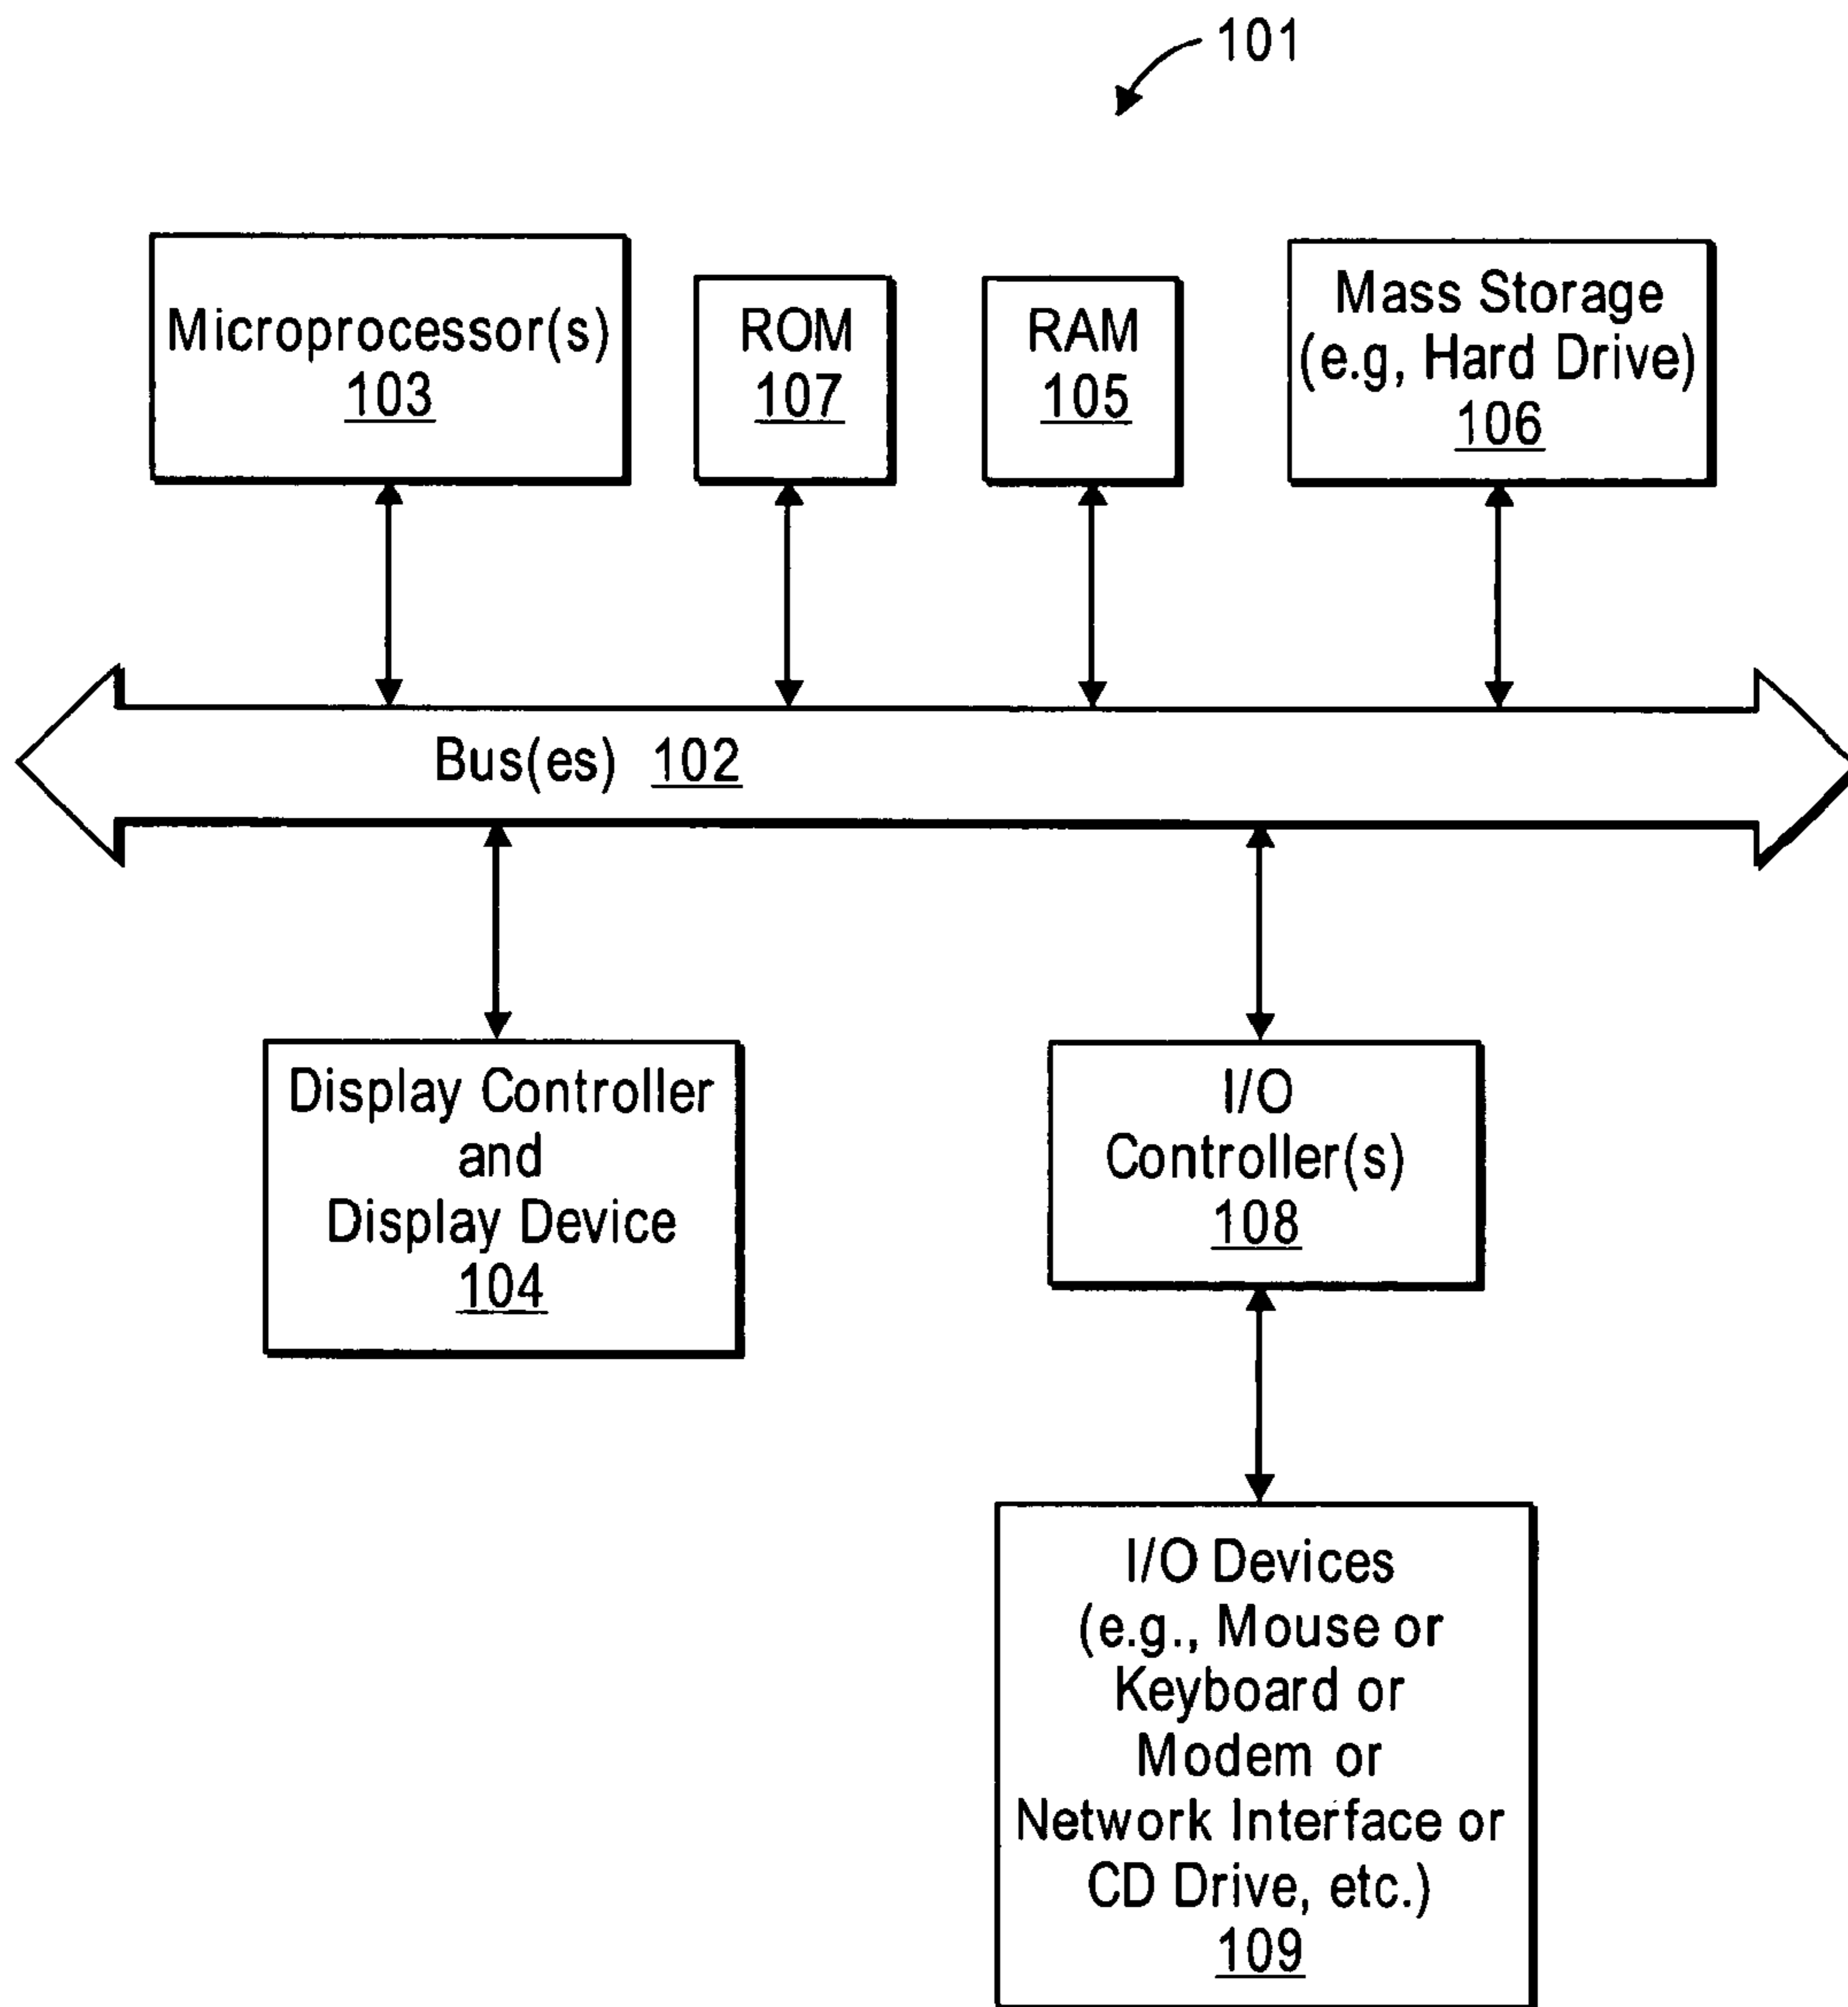 101
Microprocessor(s)
103
ROM
107
RAM
105
Mass Storage
(e.g, Hard Drive)
106
Bus(es) 102
Display Controller
and
Display Device
104
I/O
Controller(s)
108
I/O Devices
(e.g., Mouse or
Keyboard or
Modem or
Network Interface or
CD Drive, etc.)
109